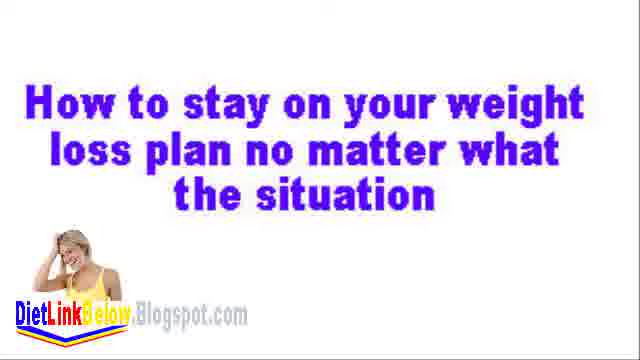 How to stay on your weight
loss plan no matter what
the situation
DietLinkBelow.Blogspot.com